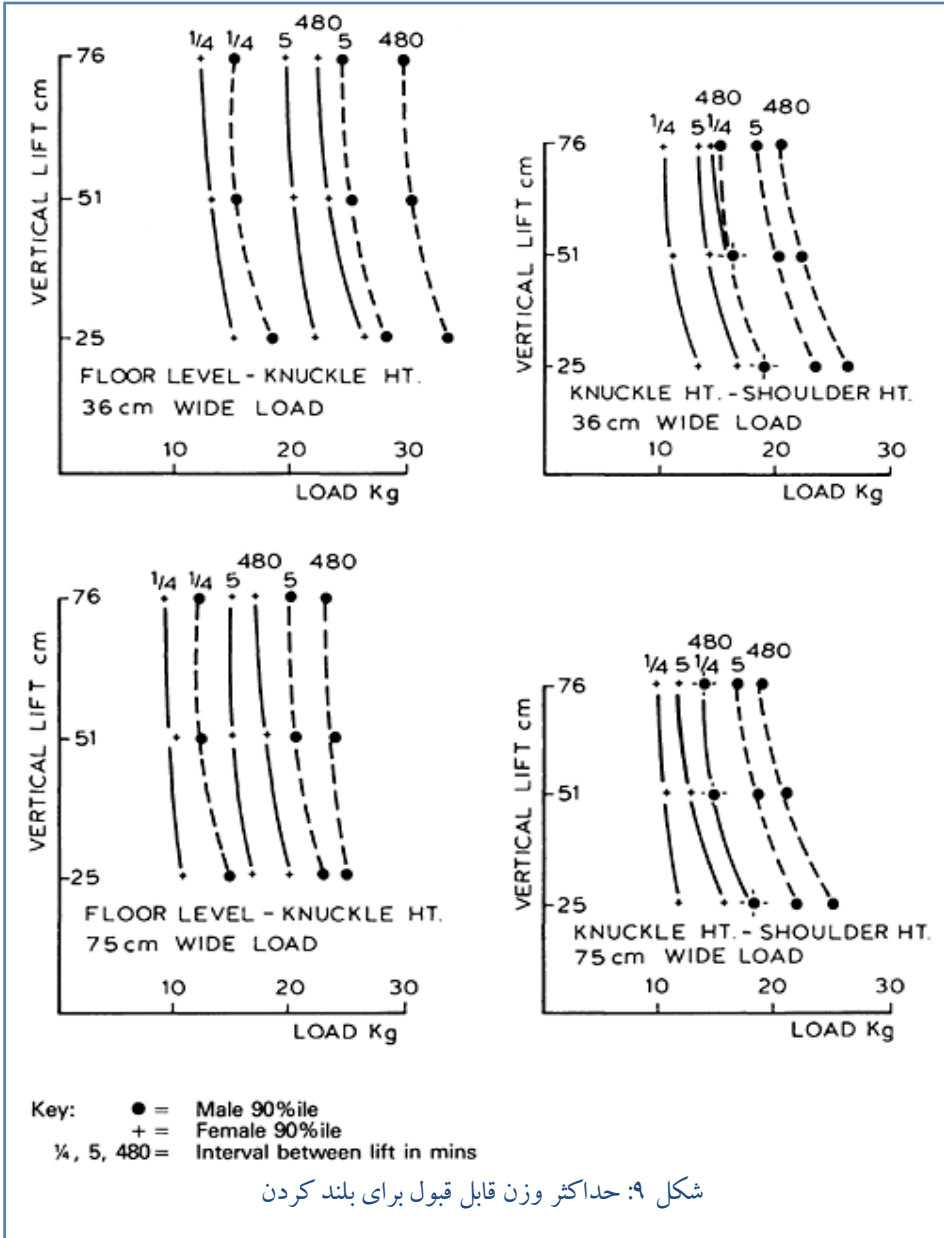 1/4 1/4 5 480 5 480
76
51
25
VERTICAL LIFT cm
FLOOR LEVEL - KNUCKLE HT.
36 cm WIDE LOAD
10 20 30
LOAD Kg
480 480
1/4 5 1/4 5
76
51
25
VERTICAL LIFT cm
KNUCKLE HT. - SHOULDER HT.
36 cm WIDE LOAD
10 20 30
LOAD Kg
480 480
1/4 1/4 5 5
76
51
25
VERTICAL LIFT cm
FLOOR LEVEL - KNUCKLE HT.
75 cm WIDE LOAD
10 20 30
LOAD Kg
480 480
1/4 5 1/4 5
76
51
25
VERTICAL LIFT cm
KNUCKLE HT. - SHOULDER HT.
75 cm WIDE LOAD
10 20 30
LOAD Kg
Key: ● = Male 90%ile
+ = Female 90%ile
¼, 5, 480 = Interval between lift in mins
شکل ۹: حداکثر وزن قابل قبول برای بلند کردن